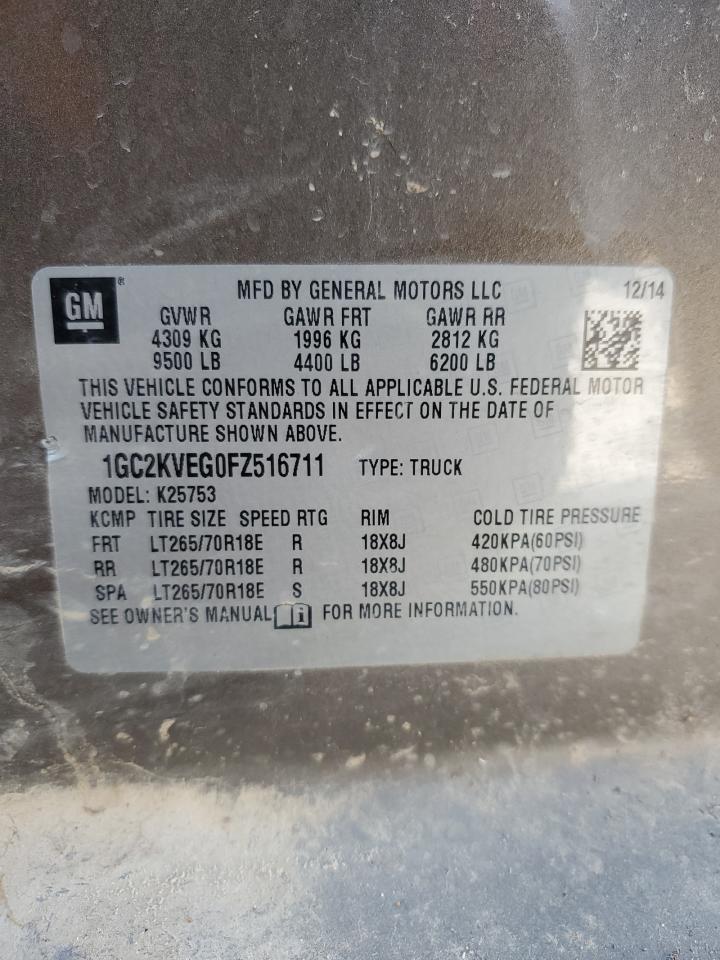 GM ® MFD BY GENERAL MOTORS LLC 12/14
GVWR GAWR FRT GAWR RR
4309 KG 1996 KG 2812 KG
9500 LB 4400 LB 6200 LB
THIS VEHICLE CONFORMS TO ALL APPLICABLE U.S. FEDERAL MOTOR
VEHICLE SAFETY STANDARDS IN EFFECT ON THE DATE OF
MANUFACTURE SHOWN ABOVE.
1GC2KVEG0FZ516711 TYPE: TRUCK
MODEL: K25753
KCMP TIRE SIZE SPEED RTG RIM COLD TIRE PRESSURE
FRT LT265/70R18E R 18X8J 420KPA(60PSI)
RR LT265/70R18E R 18X8J 480KPA(70PSI)
SPA LT265/70R18E S 18X8J 550KPA(80PSI)
SEE OWNER'S MANUAL i FOR MORE INFORMATION.